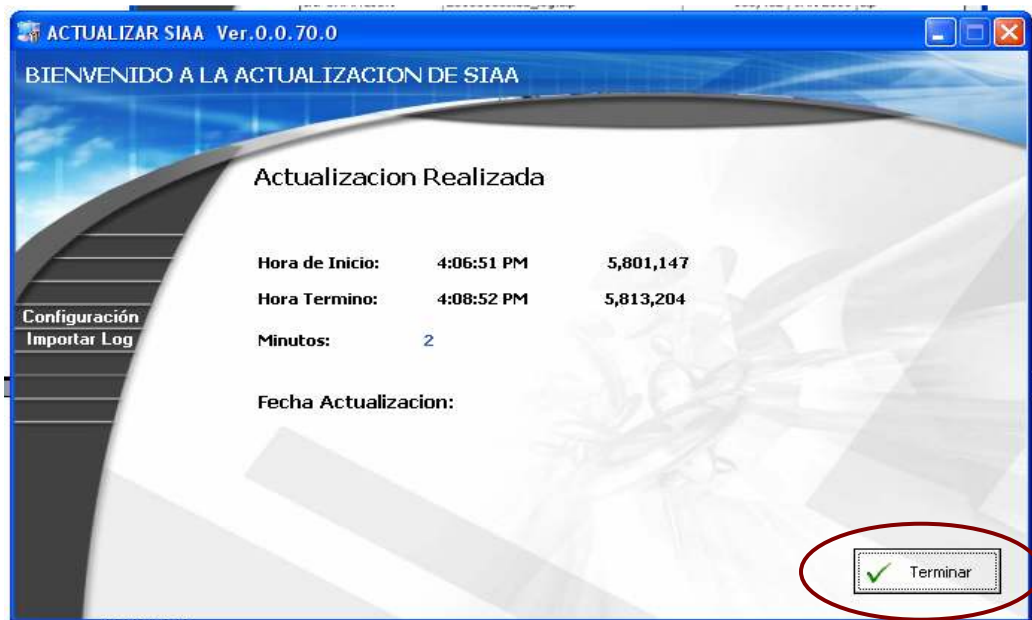 ACTUALIZAR SIAA Ver.0.0.70.0
BIENVENIDO A LA ACTUALIZACION DE SIAA
Actualizacion Realizada
Hora de Inicio: 4:06:51 PM 5,801,147
Hora Termino: 4:08:52 PM 5,813,204
Configuración
Importar Log
Minutos: 2
Fecha Actualizacion:
Terminar